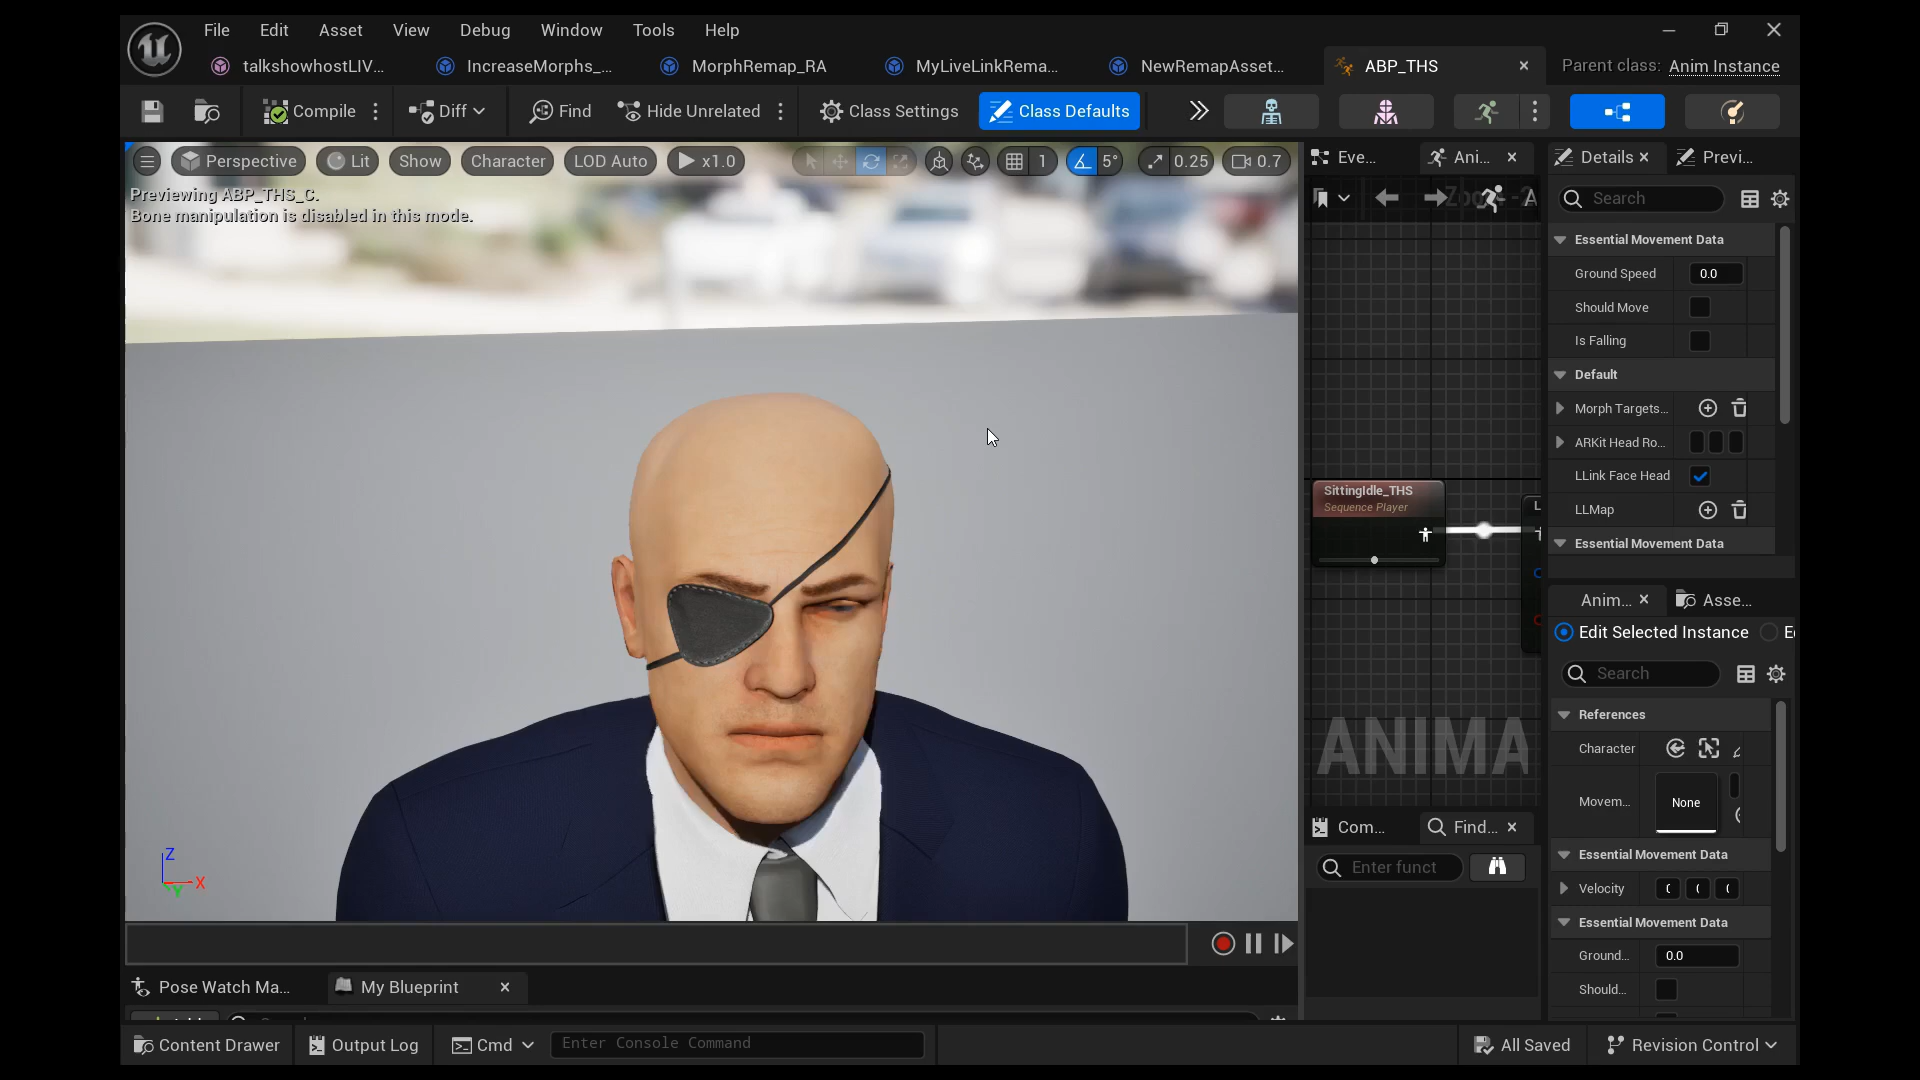 File Edit Asset View Debug Window Tools Help
talkshowhostLIV... IncreaseMorphs_... MorphRemap_RA MyLiveLinkRema... NewRemapAsset... ABP_THS Parent class: Anim Instance
Compile Diff Find Hide Unrelated Class Settings Class Defaults
Perspective Lit Show Character LOD Auto x1.0 1 5° 0.25 0.7
Previewing ABP_THS_C.
Bone manipulation is disabled in this mode.
Eve... Ani...
Details Previ...
Search
Essential Movement Data
Ground Speed 0.0
Should Move
Is Falling
Default
Morph Targets...
ARKit Head Ro...
LLink Face Head
LLMap
Essential Movement Data
SittingIdle_THS
Sequence Player
ANIMA
Com... Find...
Enter funct
Anim... Asse...
Edit Selected Instance
Search
References
Character
Movem... None
Essential Movement Data
Velocity
Essential Movement Data
Ground... 0.0
Should...
Z
X
Y
Pose Watch Ma... My Blueprint
Content Drawer Output Log Cmd Enter Console Command All Saved Revision Control